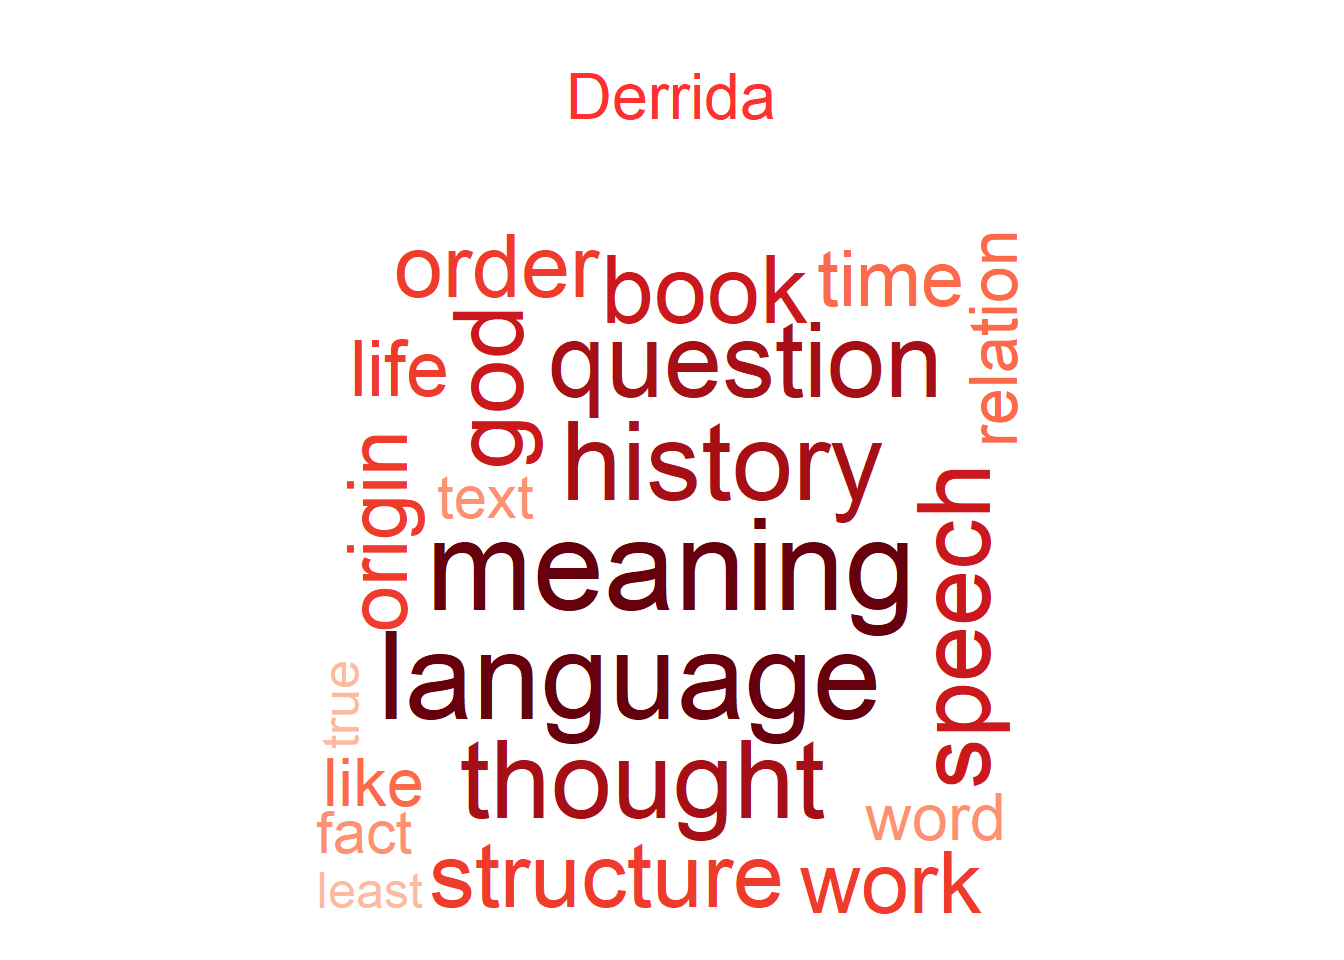 Derrida
order
book
time
relation
life
god
question
origin
history
text
speech
meaning
language
true
thought
like
word
fact
structure
work
least